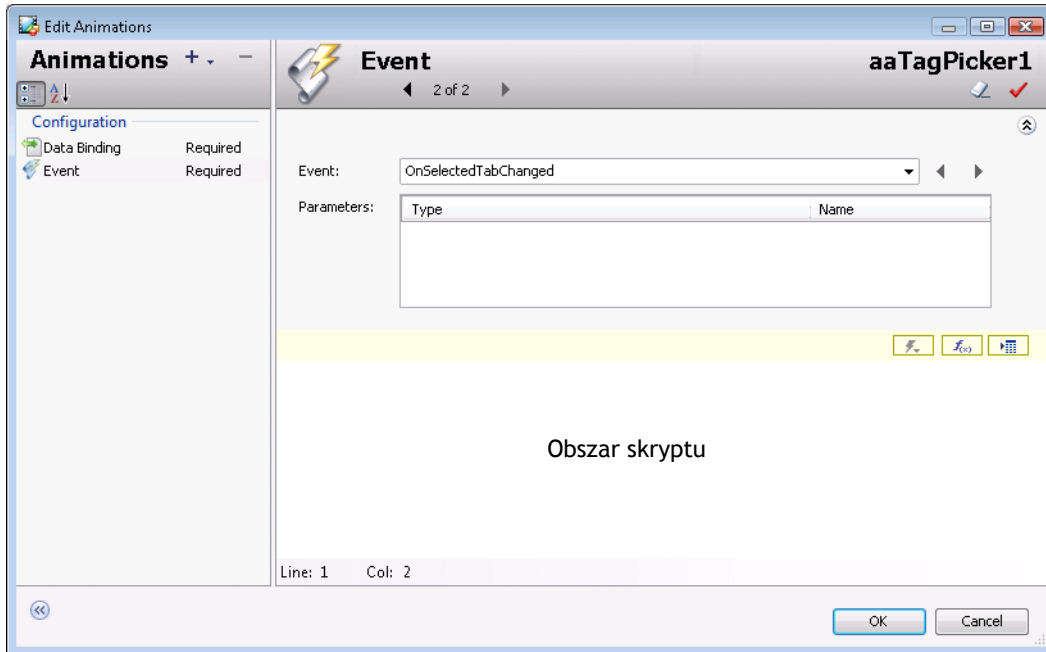 Edit Animations
Animations
Configuration
Data Binding Required
Event Required
Event
aaTagPicker1
2 of 2
Event: OnSelectedTabChanged
Parameters: Type Name
f(x)
Obszar skryptu
Line: 1 Col: 2
OK Cancel